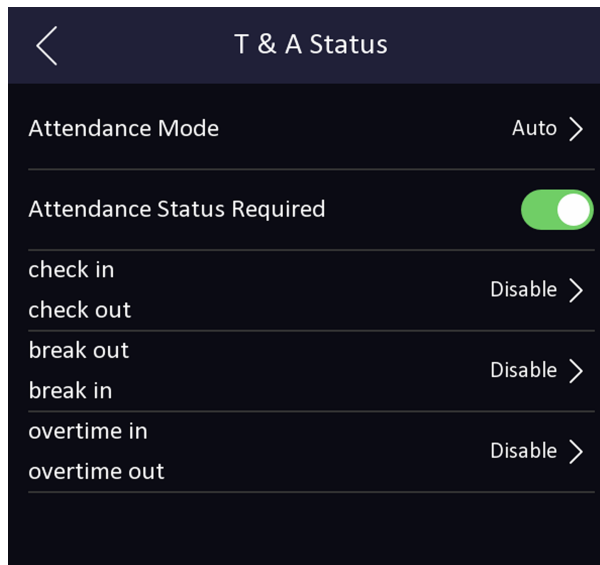 T & A Status
Attendance Mode Auto
Attendance Status Required
check in
check out
Disable
break out
break in
Disable
overtime in
overtime out
Disable